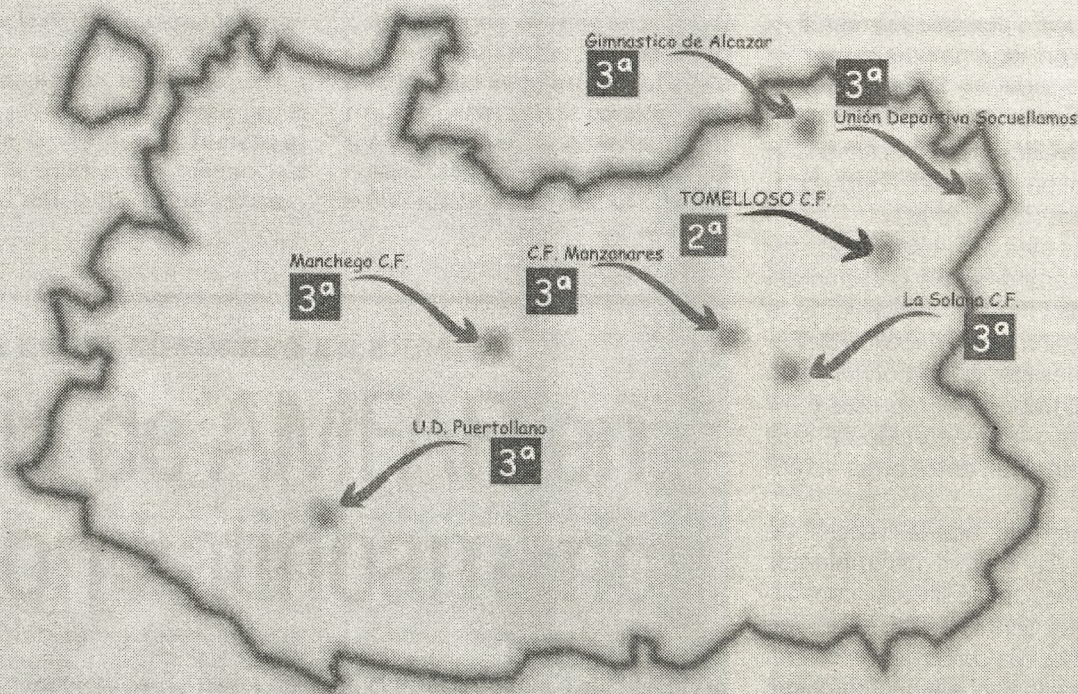 Gimnastico de Alcazar
3ª
3ª
Unión Deportiva Socuellamos
TOMELLOSO C.F.
2ª
Manchego C.F.
3ª
C.F. Manzanares
3ª
La Solana C.F.
3ª
U.D. Puertollano
3ª